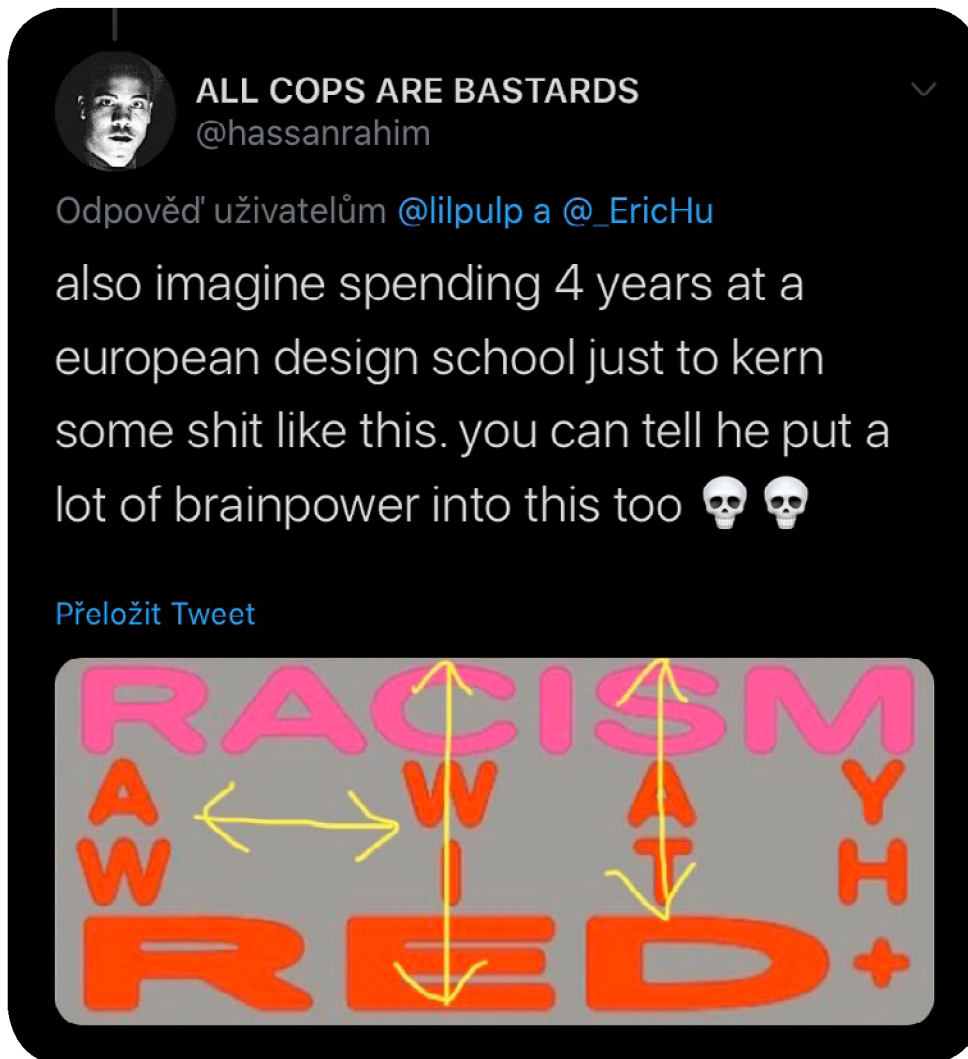 ALL COPS ARE BASTARDS
@hassanrahim
Odpověď uživatelům @lilpulp a @_EricHu
also imagine spending 4 years at a
european design school just to kern
some shit like this. you can tell he put a
lot of brainpower into this too 💀💀
Přeložit Tweet
RACISM
A W A Y
W I T H
RED+